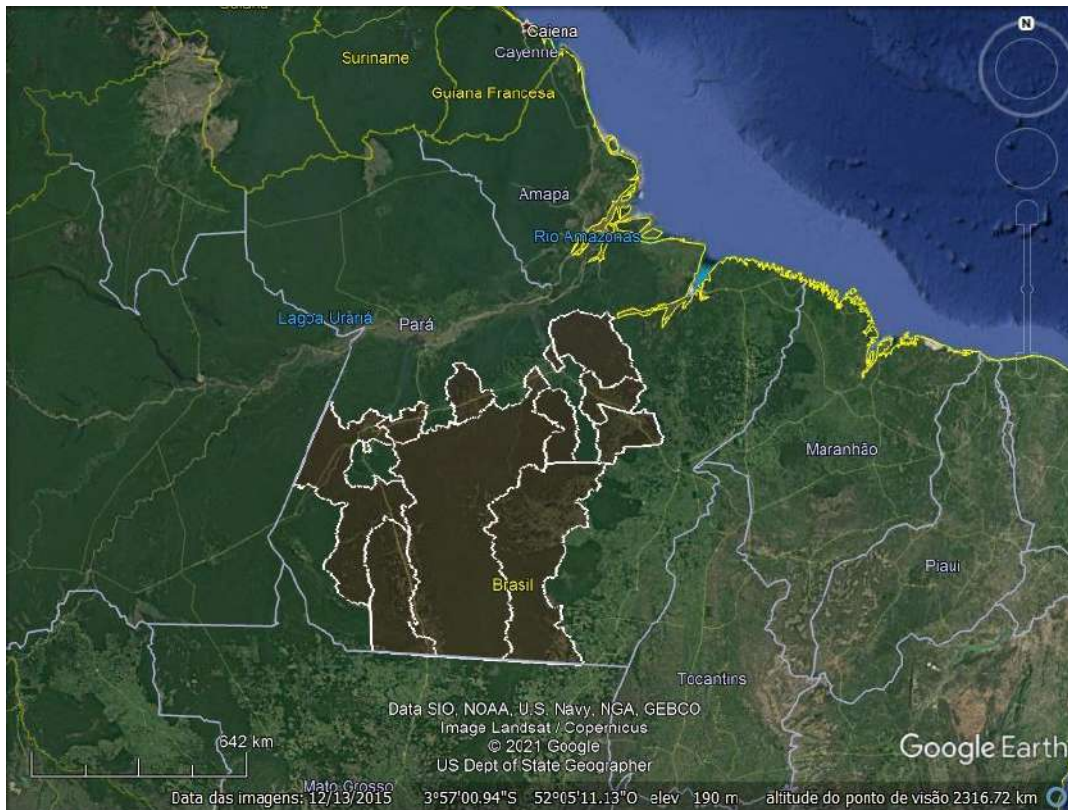 Guiana
Caiena
Cayenne
Suriname
Guiana Francesa
N
Amapá
Rio Amazonas
Lagoa Urariá
Pará
Maranhão
Piauí
Brasil
Tocantins
Data SIO, NOAA, U.S. Navy, NGA, GEBCO
Image Landsat / Copernicus
© 2021 Google
US Dept of State Geographer
642 km
Google Earth
Mato Grosso
Data das imagens: 12/13/2015 3°57'00.94"S 52°05'11.13"O elev 190 m altitude do ponto de visão 2316.72 km